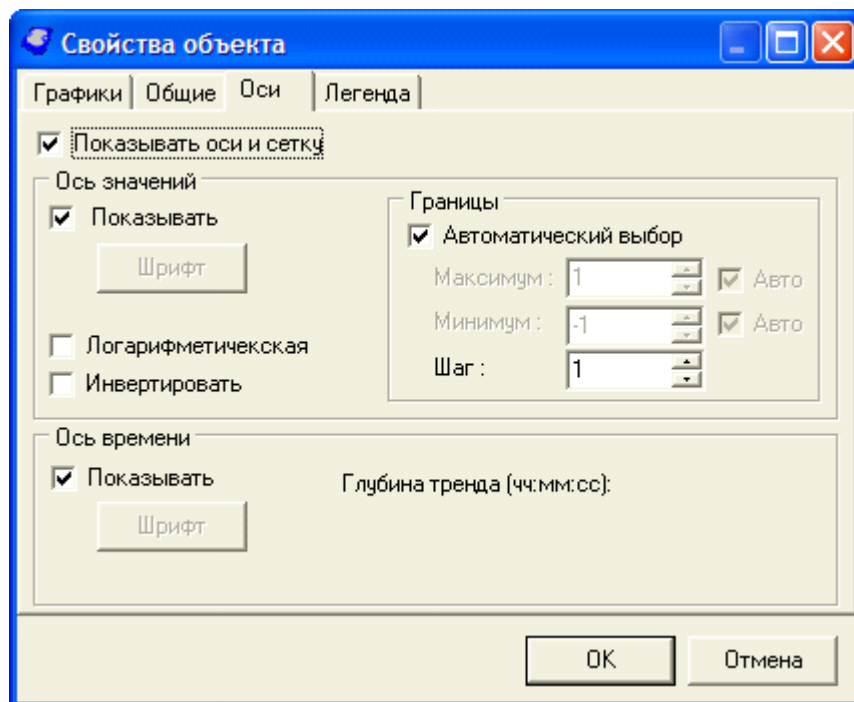 Свойства объекта
Графики Общие Оси Легенда
Показывать оси и сетку
Ось значений
Показывать
Шрифт
Логарифметичекская
Инвертировать
Границы
Автоматический выбор
Максимум : 1 Авто
Минимум : -1 Авто
Шаг : 1
Ось времени
Показывать
Глубина тренда (чч:мм:сс):
Шрифт
OK Отмена